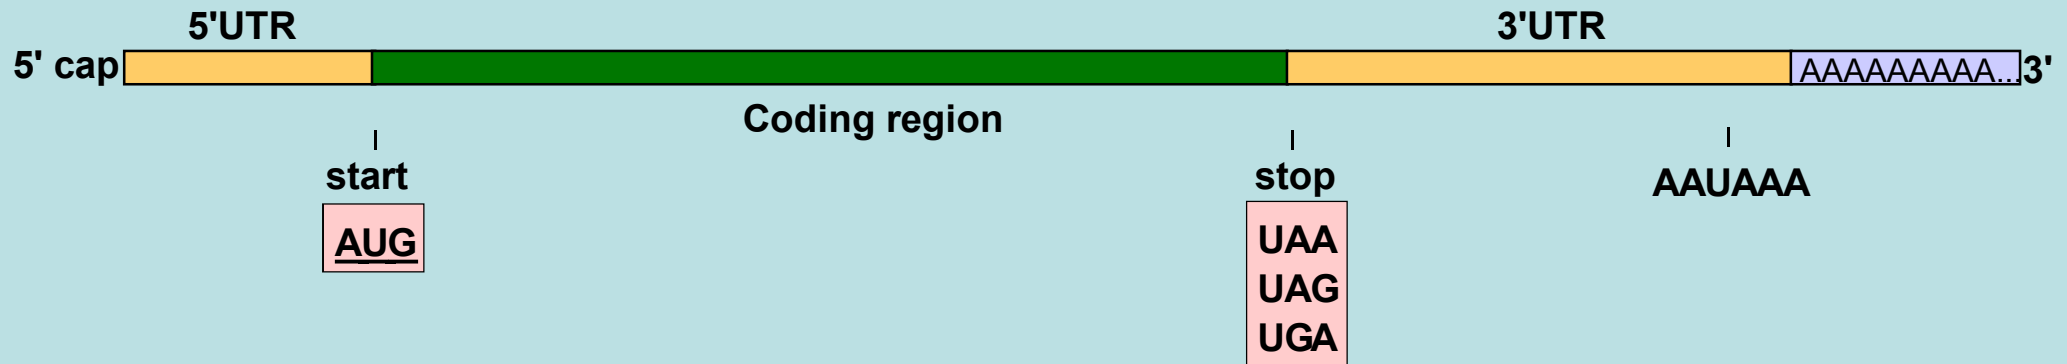 5'UTR 3'UTR
5' cap AAAAAAAAA...3'
Coding region
start stop AAUAAA
AUG UAA
UAG
UGA